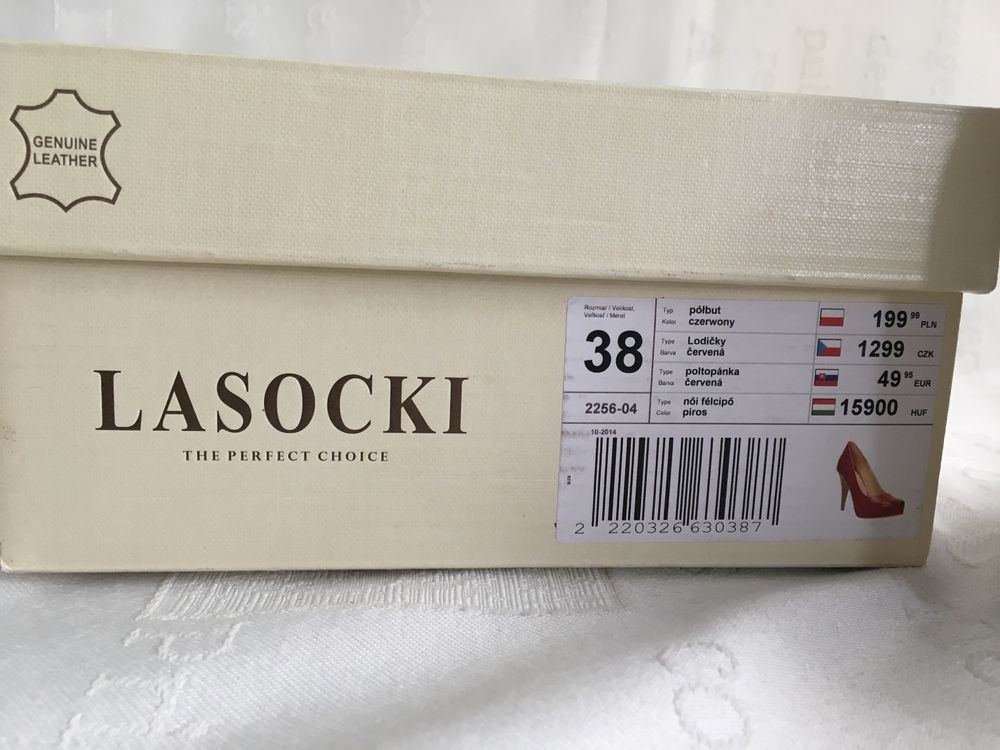 GENUINE
LEATHER
LASOCKI
THE PERFECT CHOICE
Rozmiar / Velikost,
Veľkosť / Méret
38
2256-04
Typ półbut
Kolor czerwony
199 99 PLN
Type Lodičky
Barva červená
1299 CZK
Type poltopánka
Barva červená
49 95 EUR
Type női félcipő
Color piros
15900 HUF
10-2014
2 220326 630387